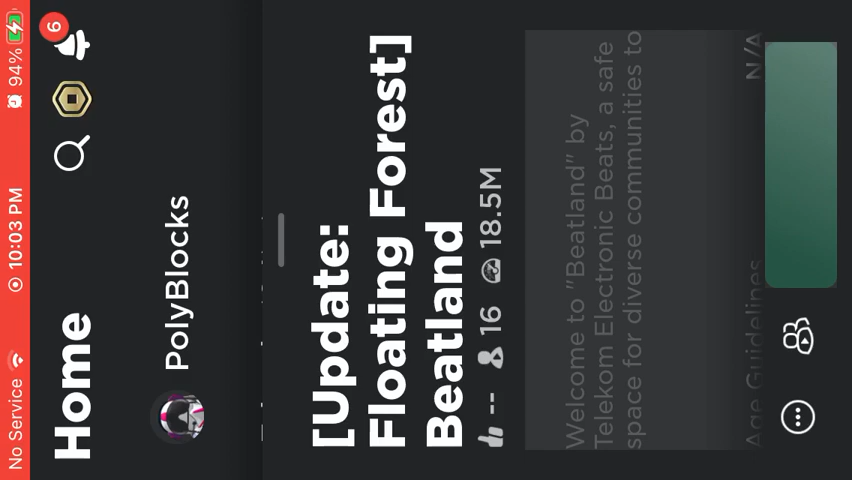 No Service 10:03 PM 94%
Home 6
PolyBlocks
[Update:
Floating Forest]
Beatland
-- 16 18.5M
Welcome to "Beatland" by
Telekom Electronic Beats, a safe
space for diverse communities to
Age Guidelines N/A